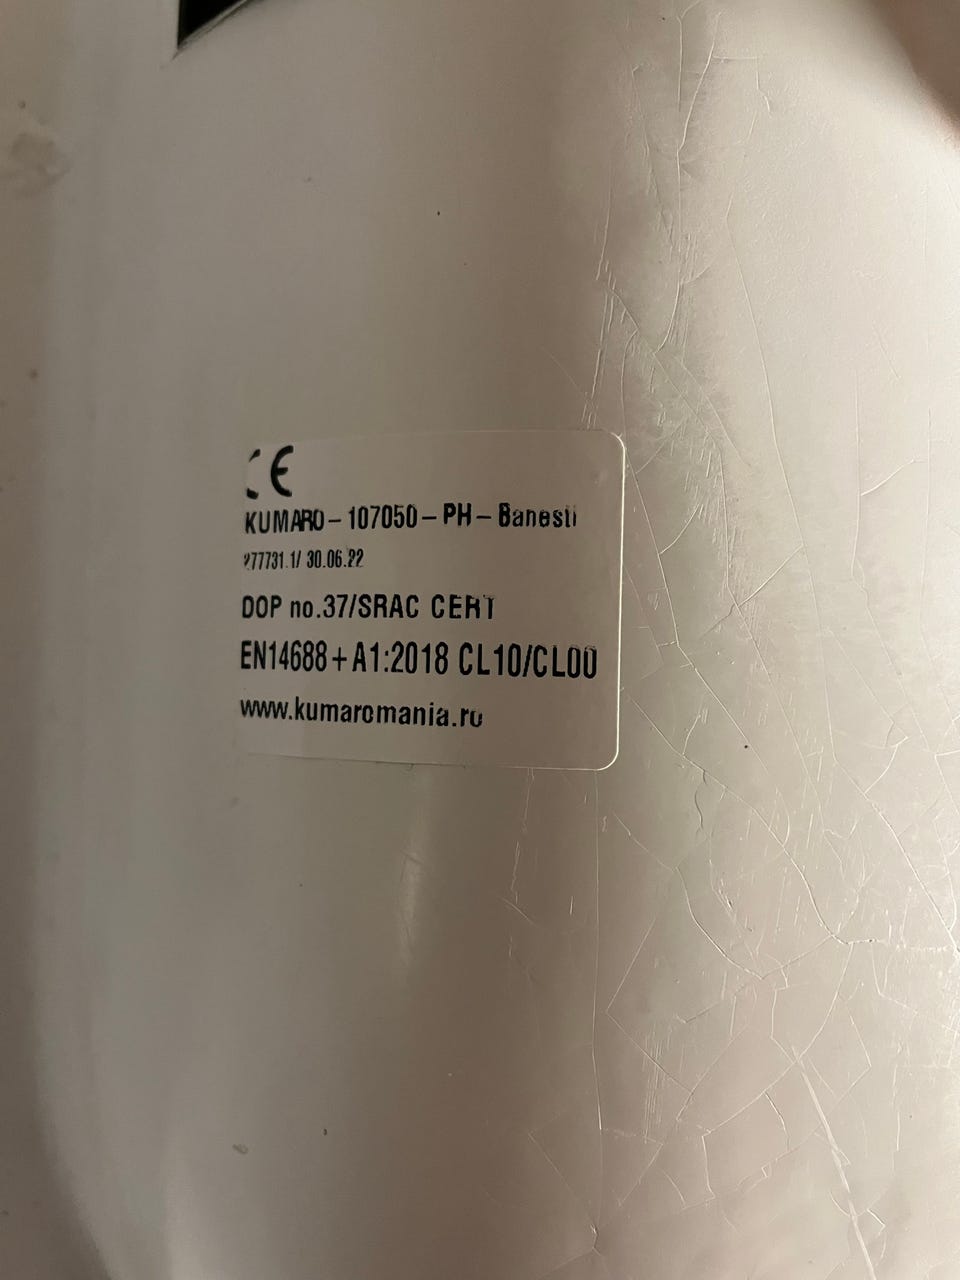 CE
KUMARO - 107050 - PH - Banesti
277731.1/ 30.06.22
DOP no.37/SRAC CERT
EN14688 + A1:2018 CL10/CL00
www.kumaromania.ro